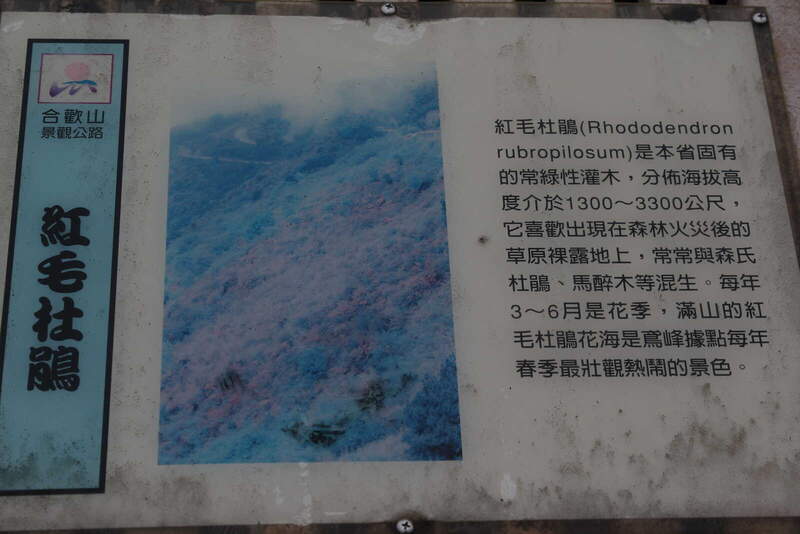 合歡山
景觀公路
紅毛杜鵑
紅毛杜鵑(Rhododendron
rubropilosum)是本省固有
的常綠性灌木，分佈海拔高
度介於1300～3300公尺，
它喜歡出現在森林火災後的
草原裸露地上，常常與森氏
杜鵑、馬醉木等混生。每年
3～6月是花季，滿山的紅
毛杜鵑花海是鳶峰據點每年
春季最壯觀熱鬧的景色。